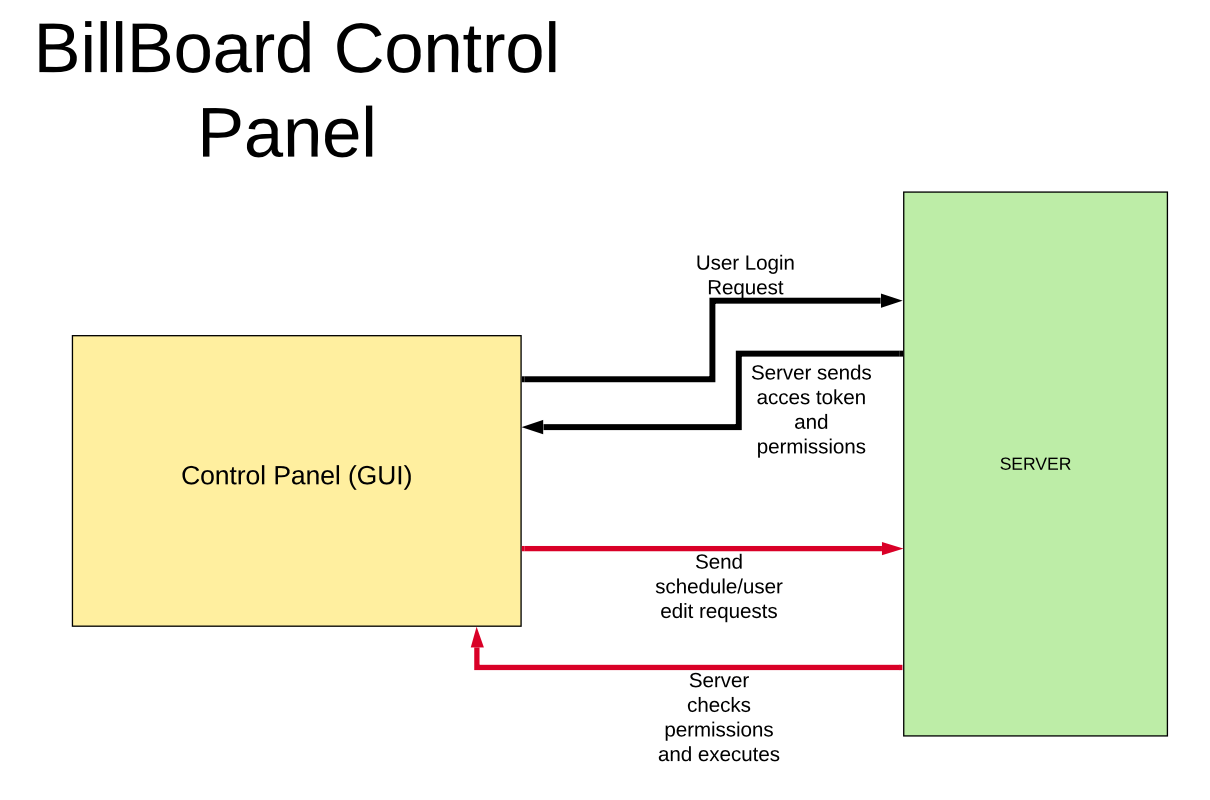 BillBoard Control
Panel
User Login
Request
Server sends
acces token
and
permissions
Control Panel (GUI)
SERVER
Send
schedule/user
edit requests
Server
checks
permissions
and executes